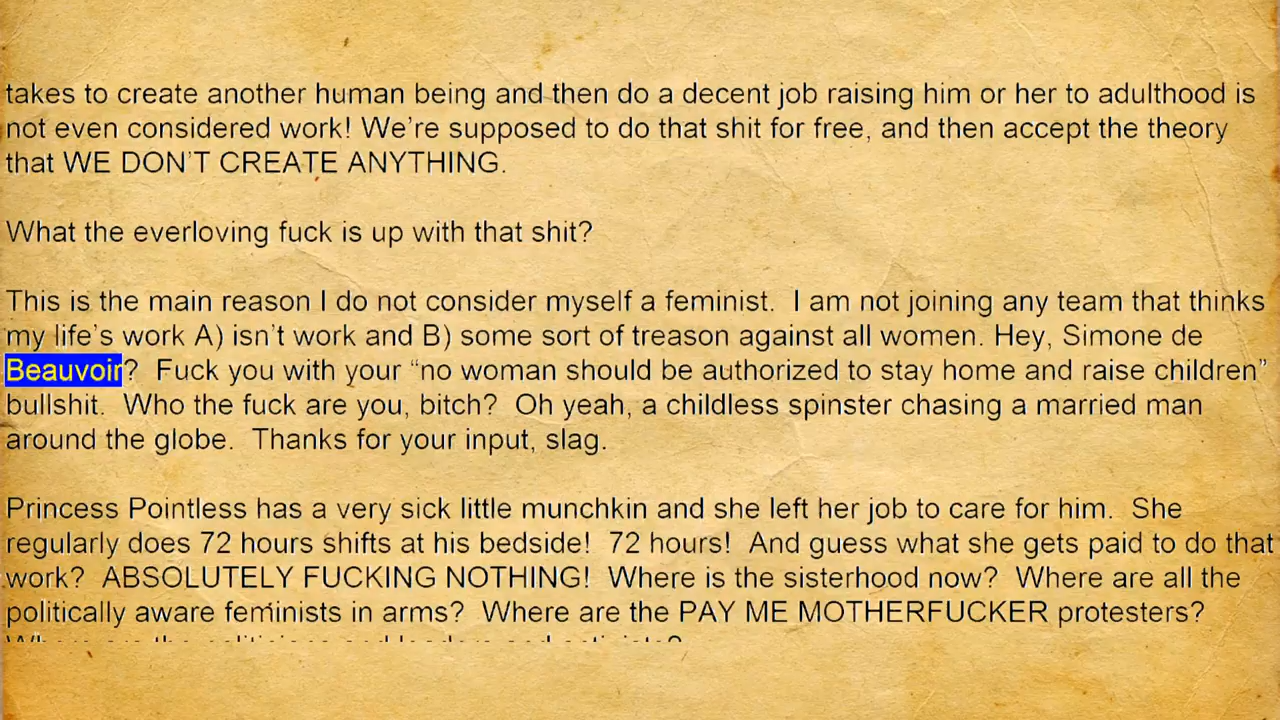 takes to create another human being and then do a decent job raising him or her to adulthood is
not even considered work! We’re supposed to do that shit for free, and then accept the theory
that WE DON’T CREATE ANYTHING.
What the everloving fuck is up with that shit?
This is the main reason I do not consider myself a feminist.  I am not joining any team that thinks
my life’s work A) isn’t work and B) some sort of treason against all women. Hey, Simone de
Beauvoir?  Fuck you with your “no woman should be authorized to stay home and raise children”
bullshit.  Who the fuck are you, bitch?  Oh yeah, a childless spinster chasing a married man
around the globe.  Thanks for your input, slag.
Princess Pointless has a very sick little munchkin and she left her job to care for him.  She
regularly does 72 hours shifts at his bedside!  72 hours!  And guess what she gets paid to do that
work?  ABSOLUTELY FUCKING NOTHING!  Where is the sisterhood now?  Where are all the
politically aware feminists in arms?  Where are the PAY ME MOTHERFUCKER protesters?
Where are the politicians and leaders and activists?